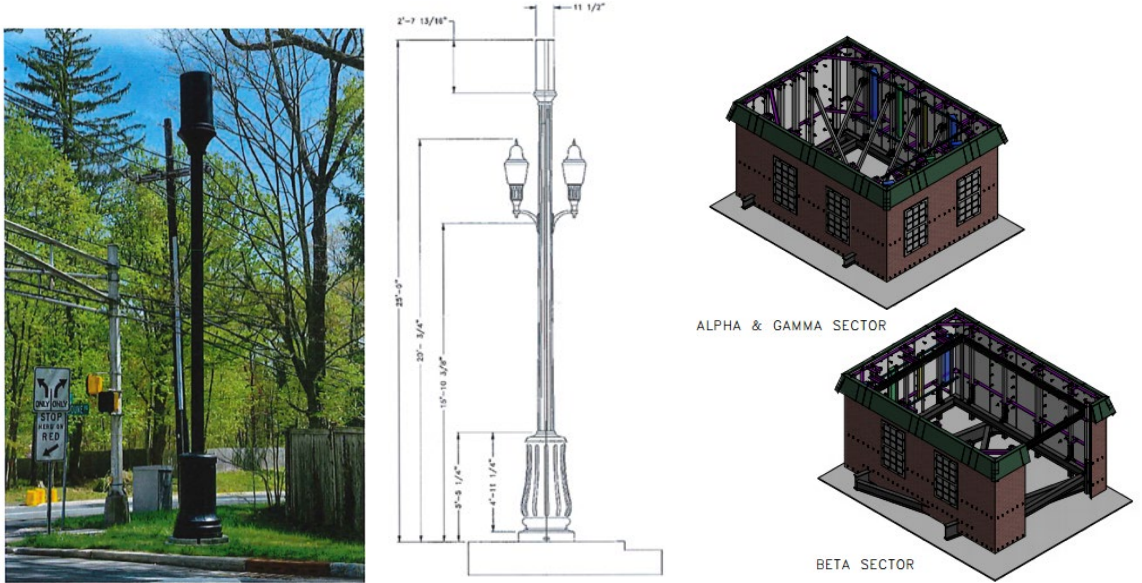 ONLY ONLY
STOP
HERE ON
RED
2'-7 13/16"
11 1/2"
25'-0"
20'- 3/4"
15'-10 3/8"
5'-5 1/4"
4'-11 1/4"
ALPHA & GAMMA SECTOR
BETA SECTOR